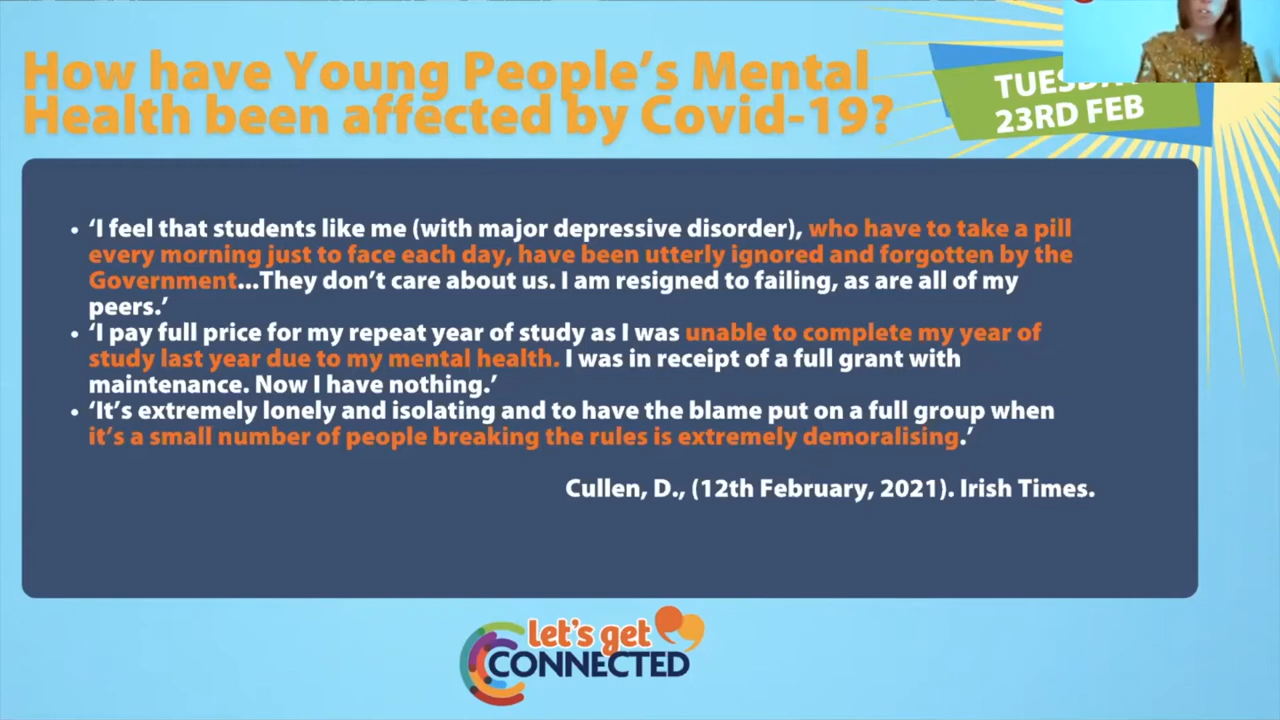 How have Young People's Mental
Health been affected by Covid-19?
23RD FEB
• ‘I feel that students like me (with major depressive disorder), who have to take a pill
every morning just to face each day, have been utterly ignored and forgotten by the
Government...They don’t care about us. I am resigned to failing, as are all of my
peers.’
• ‘I pay full price for my repeat year of study as I was unable to complete my year of
study last year due to my mental health. I was in receipt of a full grant with
maintenance. Now I have nothing.’
• ‘It’s extremely lonely and isolating and to have the blame put on a full group when
it’s a small number of people breaking the rules is extremely demoralising.’
Cullen, D., (12th February, 2021). Irish Times.
let's get
CONNECTED